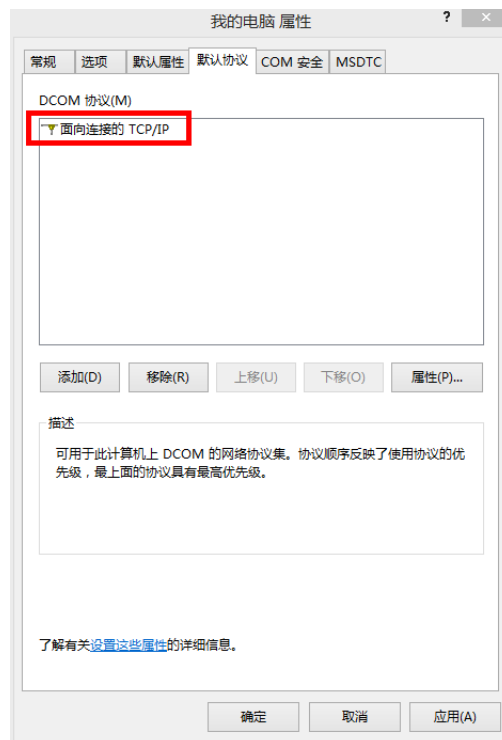 我的电脑 属性
?
常规 选项 默认属性 默认协议 COM 安全 MSDTC
DCOM 协议(M)
面向连接的 TCP/IP
添加(D) 移除(R) 上移(U) 下移(O) 属性(P)...
描述
可用于此计算机上 DCOM 的网络协议集。协议顺序反映了使用协议的优
先级，最上面的协议具有最高优先级。
了解有关设置这些属性的详细信息。
确定 取消 应用(A)